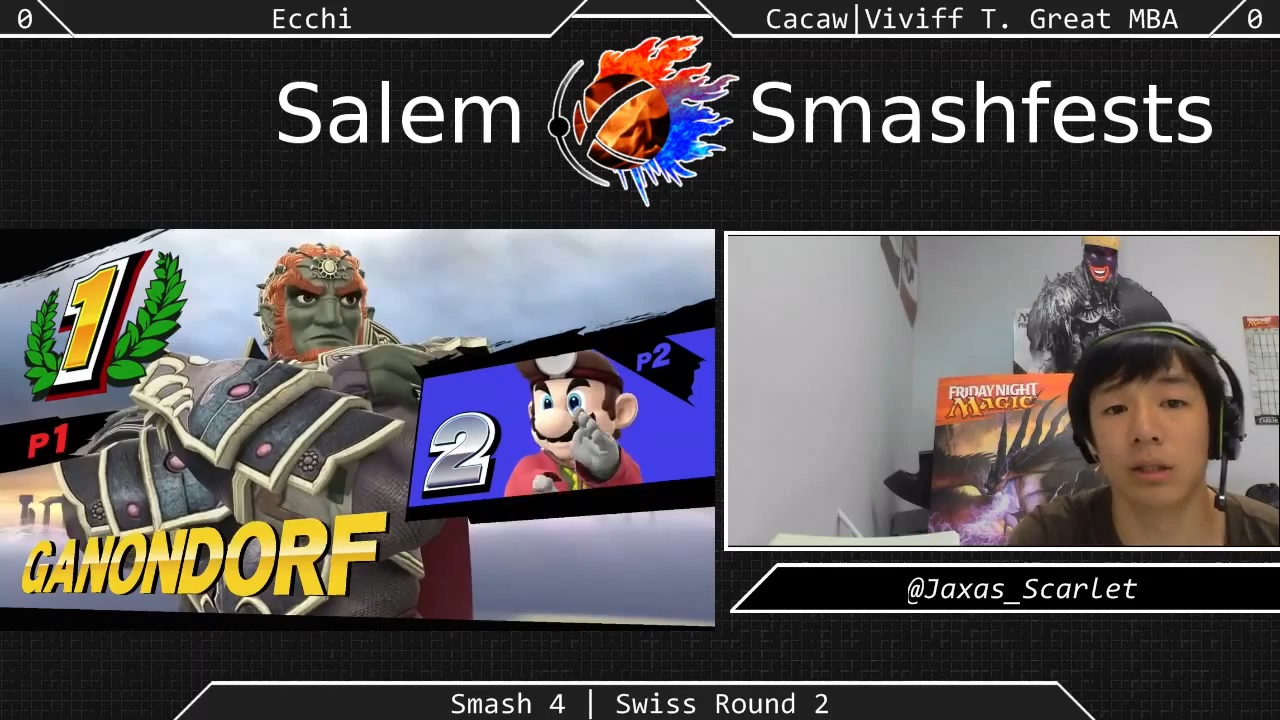 0
Ecchi
Cacaw|Viviff T. Great MBA
0
Salem Smashfests
1
P1
P2
2
GANONDORF
FRIDAY NIGHT
MAGIC
@Jaxas_Scarlet
Smash 4 | Swiss Round 2